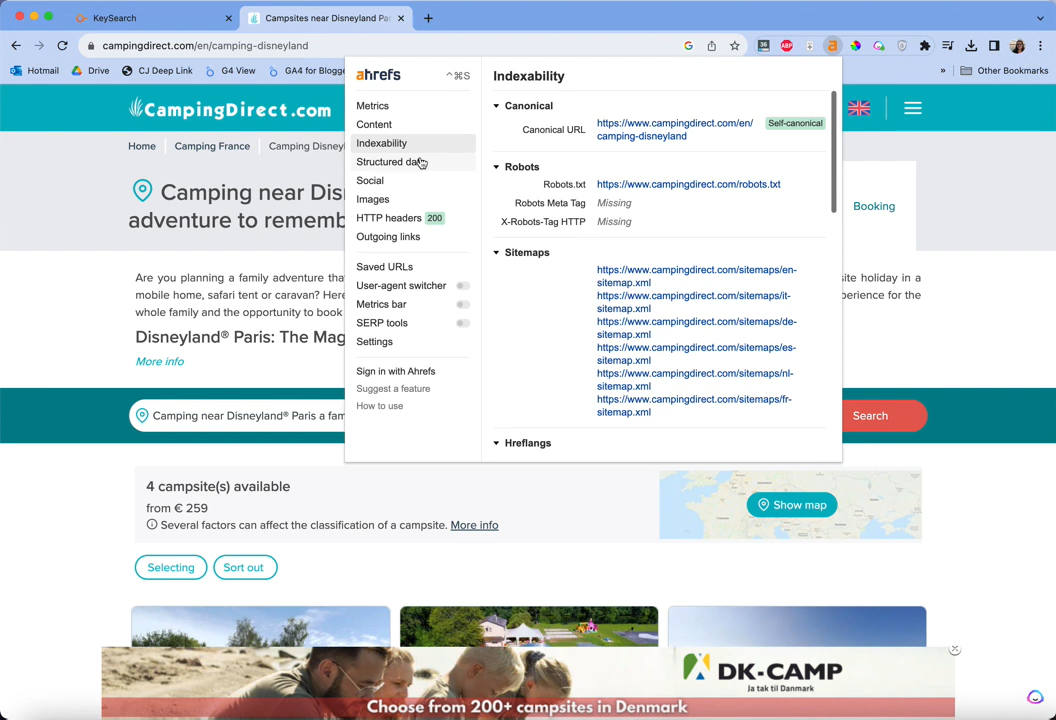 KeySearch
Campsites near Disneyland Par
campingdirect.com/en/camping-disneyland
36
ABP
a
Hotmail
Drive
CJ Deep Link
G4 View
GA4 for Blogge
»
Other Bookmarks
CampingDirect.com
Home
Camping France
Camping Disney
Camping near Dis
adventure to rememb
Booking
Are you planning a family adventure tha
site holiday in a
mobile home, safari tent or caravan? Here
perience for the
whole family and the opportunity to book
Disneyland® Paris: The Mag
More info
Camping near Disneyland® Paris a fam
Search
ahrefs
^⌘S
Metrics
Content
Indexability
Structured data
Social
Images
HTTP headers 200
Outgoing links
Saved URLs
User-agent switcher
Metrics bar
SERP tools
Settings
Sign in with Ahrefs
Suggest a feature
How to use
Indexability
Canonical
Canonical URL
https://www.campingdirect.com/en/
camping-disneyland
Self-canonical
Robots
Robots.txt
https://www.campingdirect.com/robots.txt
Robots Meta Tag
Missing
X-Robots-Tag HTTP
Missing
Sitemaps
https://www.campingdirect.com/sitemaps/en-
sitemap.xml
https://www.campingdirect.com/sitemaps/it-
sitemap.xml
https://www.campingdirect.com/sitemaps/de-
sitemap.xml
https://www.campingdirect.com/sitemaps/es-
sitemap.xml
https://www.campingdirect.com/sitemaps/nl-
sitemap.xml
https://www.campingdirect.com/sitemaps/fr-
sitemap.xml
Hreflangs
4 campsite(s) available
from € 259
Several factors can affect the classification of a campsite. More info
Show map
Selecting
Sort out
DK-CAMP
Ja tak til Danmark
Choose from 200+ campsites in Denmark